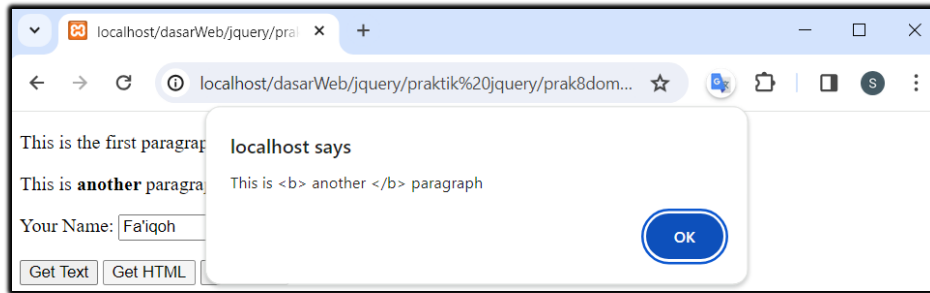 localhost/dasarWeb/jquery/pral
localhost/dasarWeb/jquery/praktik%20jquery/prak8dom...
S
This is the first paragrap
localhost says
This is <b> another </b> paragraph
This is another paragra
Your Name: Fa'iqoh
OK
Get Text Get HTML